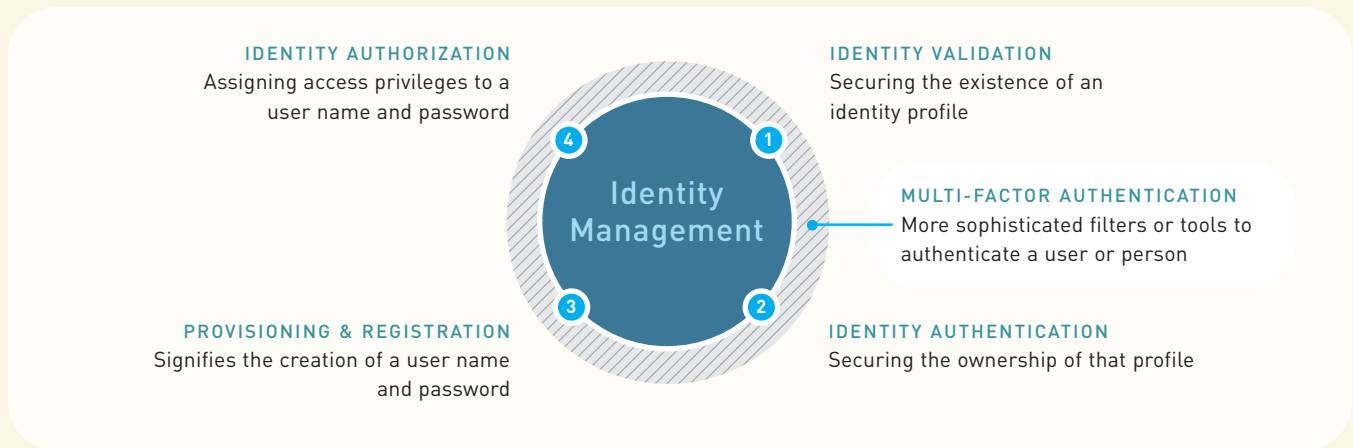 IDENTITY AUTHORIZATION
Assigning access privileges to a
user name and password
IDENTITY VALIDATION
Securing the existence of an
identity profile
4
1
Identity
Management
MULTI-FACTOR AUTHENTICATION
More sophisticated filters or tools to
authenticate a user or person
3
2
PROVISIONING & REGISTRATION
Signifies the creation of a user name
and password
IDENTITY AUTHENTICATION
Securing the ownership of that profile